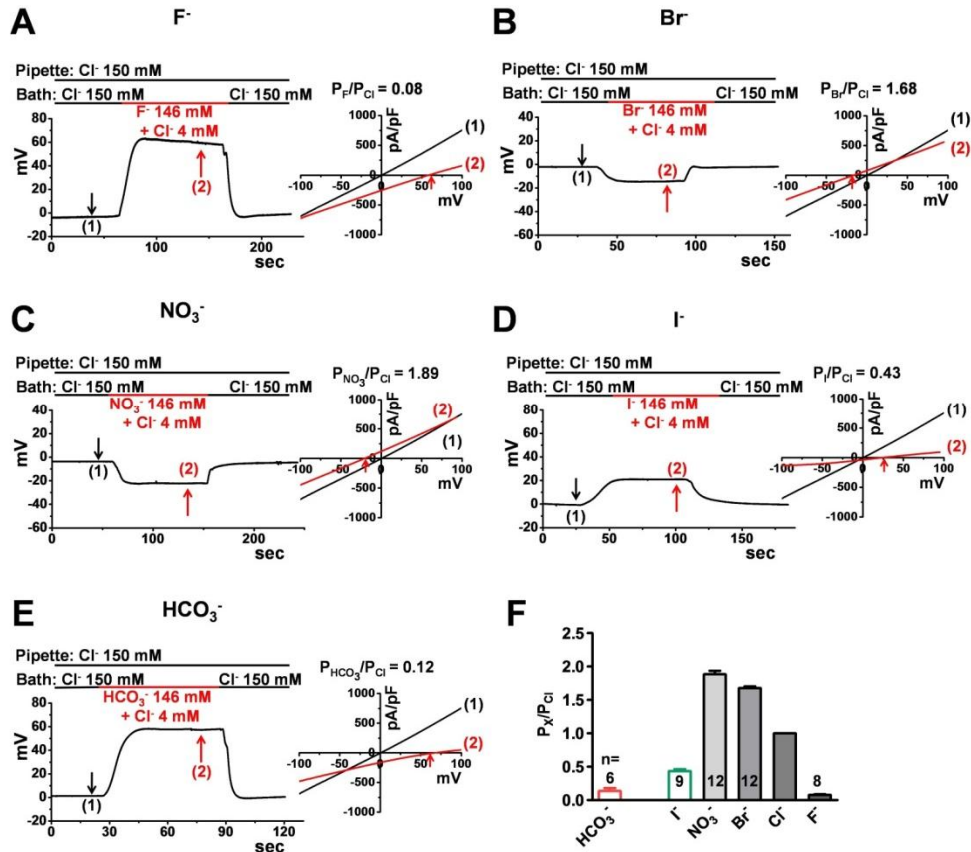 A
F⁻
Pipette: Cl⁻ 150 mM
Bath: Cl⁻ 150 mM
Cl⁻ 150 mM
F⁻ 146 mM
+ Cl⁻ 4 mM
mV
60
40
20
0
-20
(1)
(2)
0
100
200
sec
P_F/P_Cl = 0.08
pA/pF
1000
500
-500
-1000
-100
-50
0
50
100
mV
(1)
(2)
B
Br⁻
Pipette: Cl⁻ 150 mM
Bath: Cl⁻ 150 mM
Cl⁻ 150 mM
Br⁻ 146 mM
+ Cl⁻ 4 mM
mV
40
20
0
-20
-40
-60
(1)
(2)
0
50
100
150
sec
P_Br/P_Cl = 1.68
pA/pF
1000
500
-500
-1000
-100
-50
0
50
100
mV
(1)
(2)
C
NO₃⁻
Pipette: Cl⁻ 150 mM
Bath: Cl⁻ 150 mM
Cl⁻ 150 mM
NO₃⁻ 146 mM
+ Cl⁻ 4 mM
mV
40
20
0
-20
-40
-60
(1)
(2)
0
100
200
sec
P_NO₃/P_Cl = 1.89
pA/pF
1000
500
-500
-1000
-100
-50
0
50
100
mV
(2)
(1)
D
I⁻
Pipette: Cl⁻ 150 mM
Bath: Cl⁻ 150 mM
Cl⁻ 150 mM
I⁻ 146 mM
+ Cl⁻ 4 mM
mV
80
60
40
20
0
-20
(1)
(2)
0
50
100
150
sec
P_I/P_Cl = 0.43
pA/pF
1000
500
-500
-1000
-100
-50
0
50
100
mV
(1)
(2)
E
HCO₃⁻
Pipette: Cl⁻ 150 mM
Bath: Cl⁻ 150 mM
Cl⁻ 150 mM
HCO₃⁻ 146 mM
+ Cl⁻ 4 mM
mV
80
60
40
20
0
-20
(1)
(2)
0
30
60
90
120
sec
P_HCO₃/P_Cl = 0.12
pA/pF
1000
500
-500
-1000
-100
-50
0
50
100
mV
(1)
(2)
F
P_X/P_Cl
2.5
2.0
1.5
1.0
0.5
0.0
n=
6
9
12
12
8
HCO₃⁻
I⁻
NO₃⁻
Br⁻
Cl⁻
F⁻